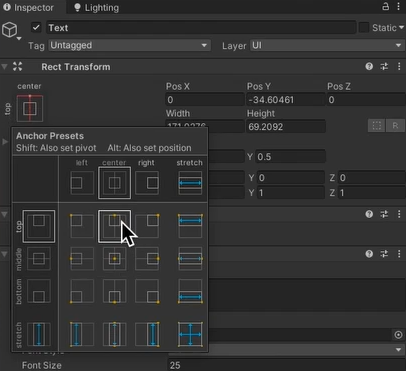 Inspector Lighting
Text Static
Tag Untagged Layer UI
Rect Transform
center Pos X Pos Y Pos Z
top 0 -34.60461 0
Width Height
171.0276 69.2092 R
Anchor Presets
Shift: Also set pivot Alt: Also set position
left center right stretch
Y 0.5
Y 0 Z 0
Y 1 Z 1
top
middle
bottom
stretch
Font Size 25